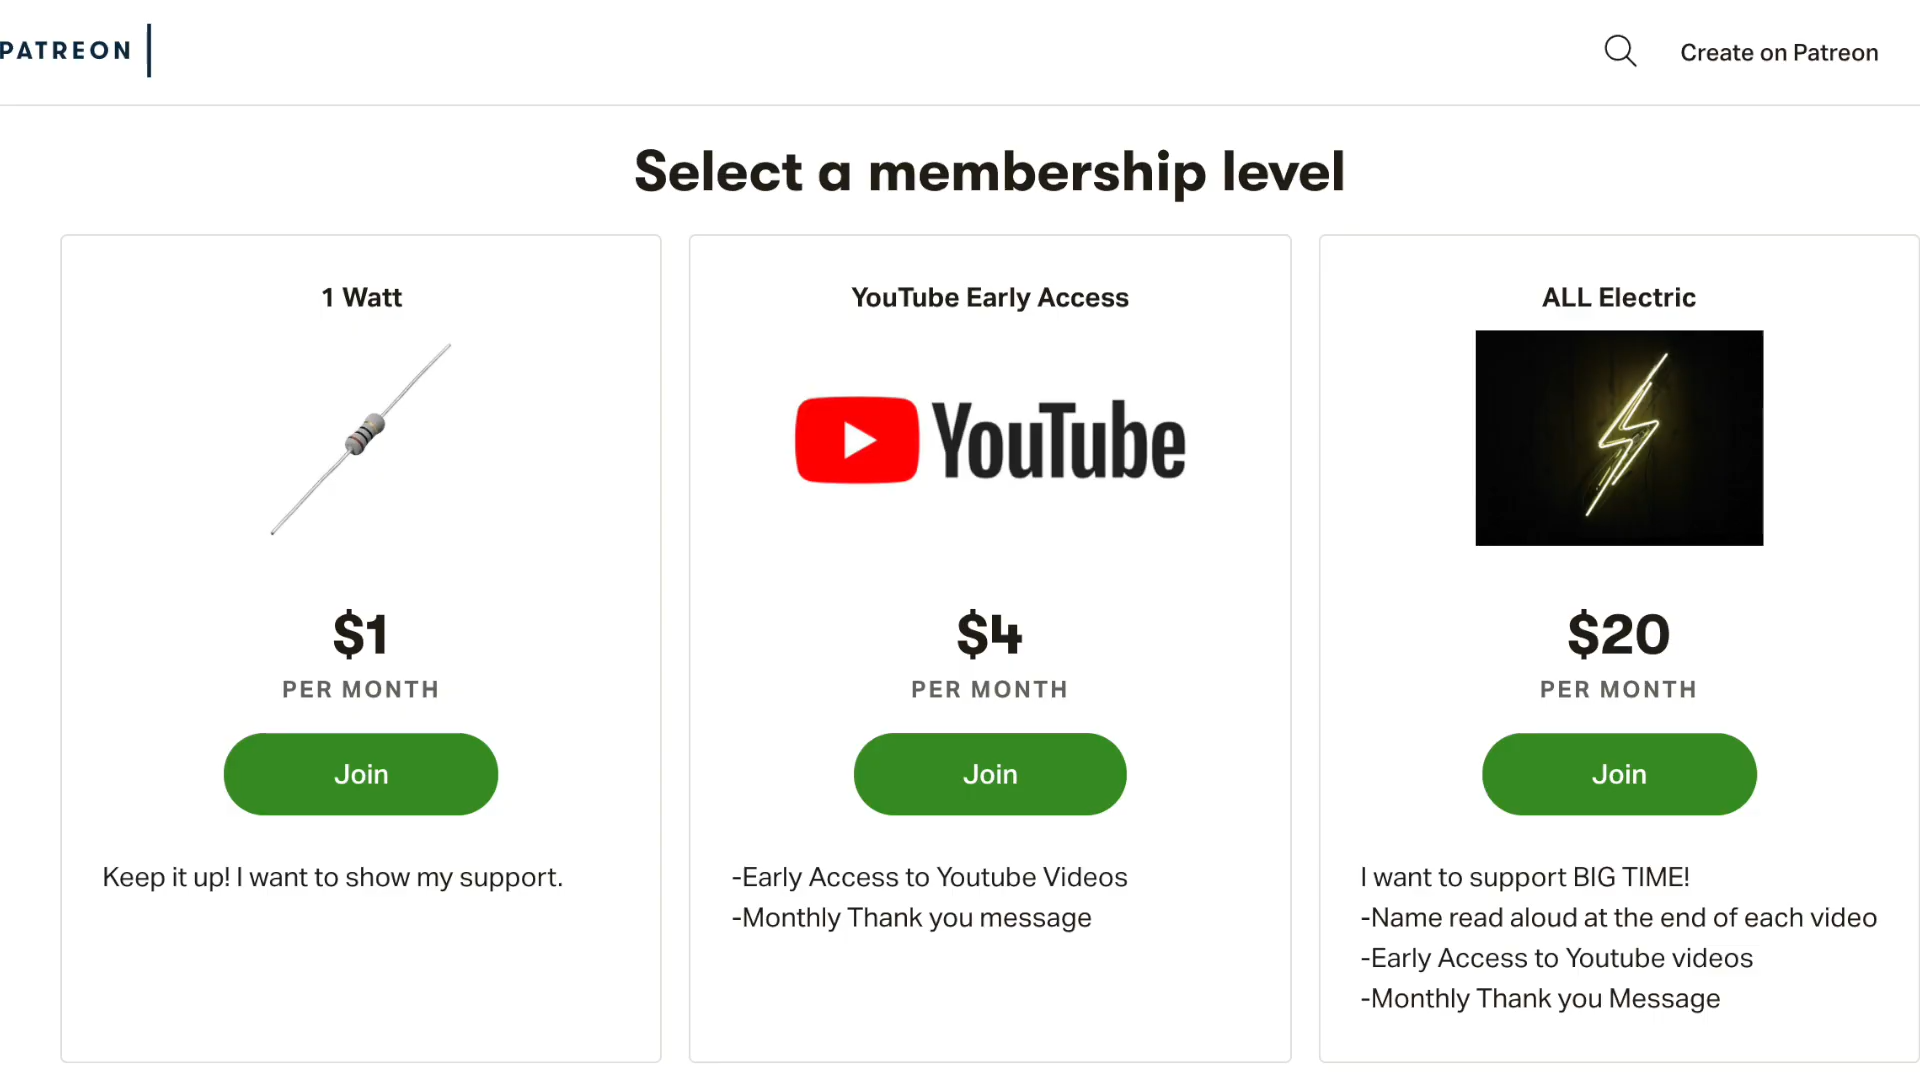 PATREON
Create on Patreon
Select a membership level
1 Watt
YouTube Early Access
ALL Electric
YouTube
$1
$4
$20
PER MONTH
PER MONTH
PER MONTH
Join
Join
Join
Keep it up! I want to show my support.
-Early Access to Youtube Videos
-Monthly Thank you message
I want to support BIG TIME!
-Name read aloud at the end of each video
-Early Access to Youtube videos
-Monthly Thank you Message